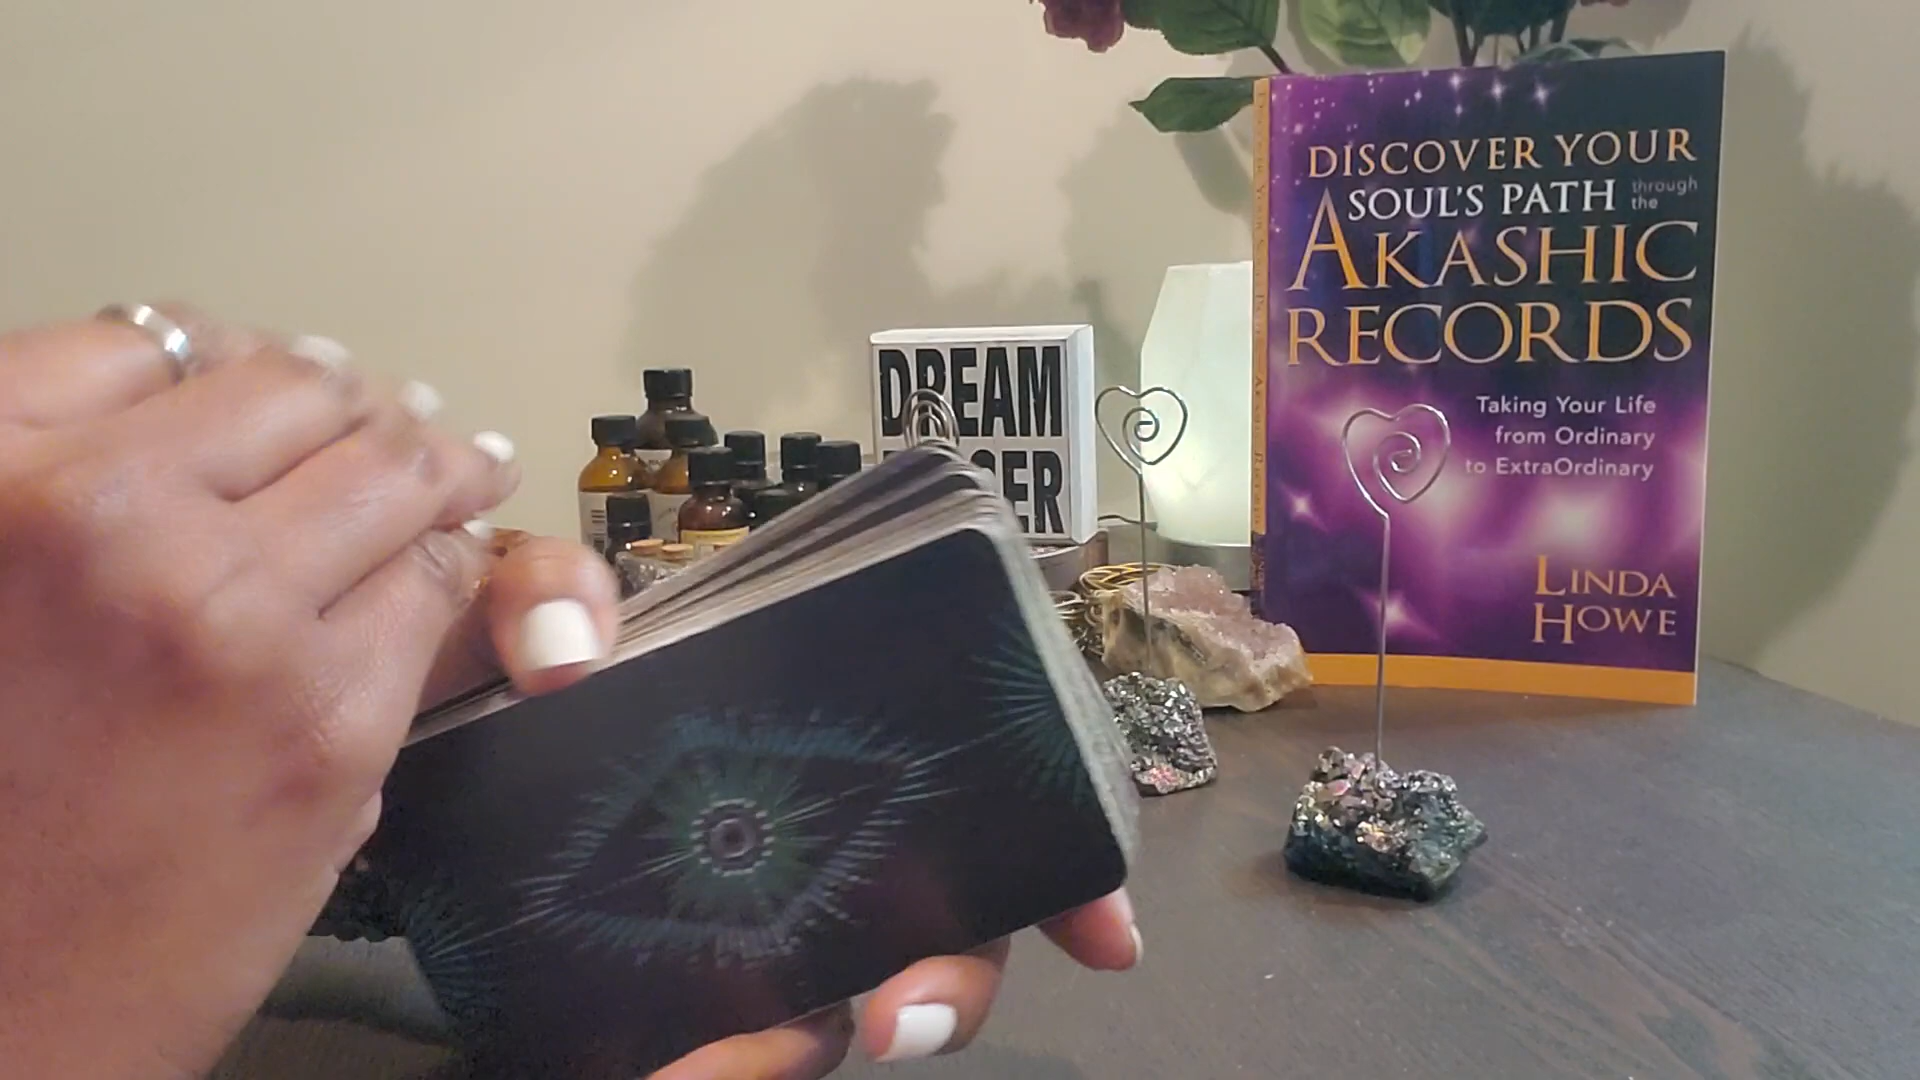 DREAM
DISCOVER YOUR
SOUL'S PATH through
the
AKASHIC
RECORDS
Taking Your Life
from Ordinary
to ExtraOrdinary
LINDA
HOWE